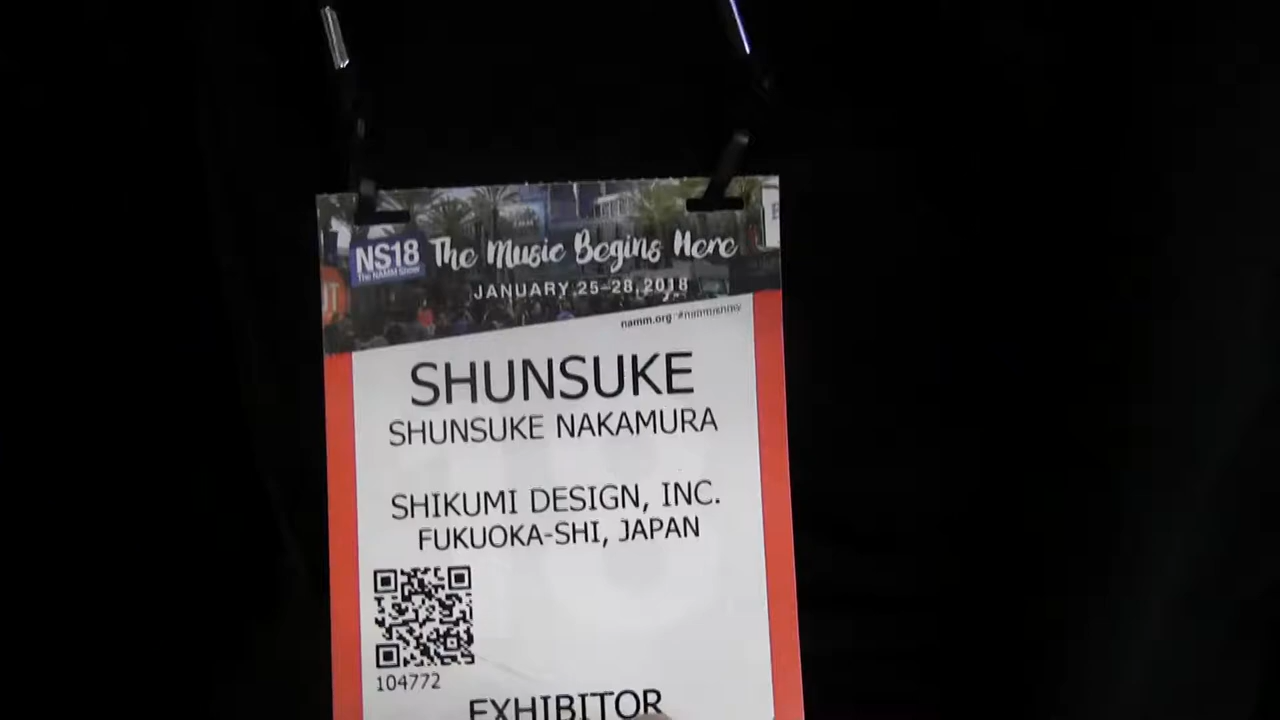 NS18 The Music Begins Here
The NAMM Show
JANUARY 25-28, 2018
namm.org #nammshow
SHUNSUKE
SHUNSUKE NAKAMURA
SHIKUMI DESIGN, INC.
FUKUOKA-SHI, JAPAN
104772
EXHIBITOR